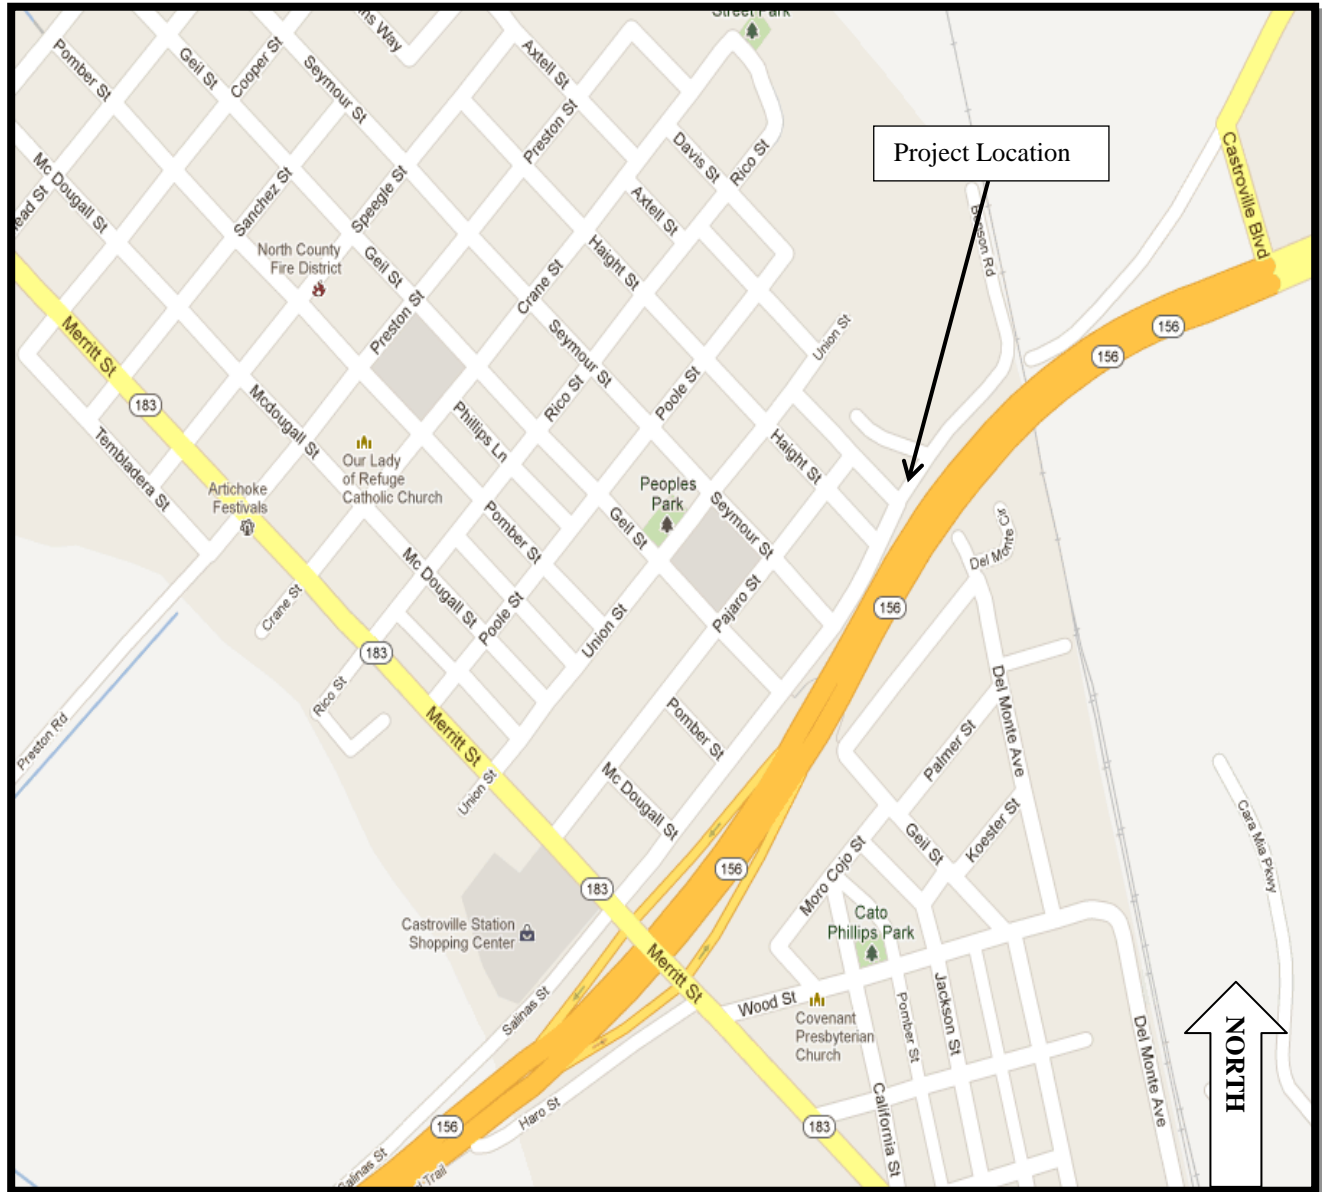 Street Park
ns Way
Pomber St
Geil St
Cooper St
Seymour St
Axtell St
Preston St
Davis St
Rico St
Project Location
Castroville Blvd
Mc Dougall St
ead St
Sanchez St
Speegle St
Axtell St
Haight St
North County
Fire District
Geil St
Crane St
Preston St
Merritt St
183
Seymour St
Union St
156
156
Mcdougall St
Phillips Ln
Rico St
Poole St
Haight St
Tembladera St
Artichoke
Festivals
Our Lady
of Refuge
Catholic Church
Peoples
Park
Seymour St
Pomber St
Geil St
Del Monte Cir
Mc Dougall St
Poole St
Union St
Pajaro St
156
Crane St
183
Rico St
Preston Rd
Merritt St
Pomber St
Del Monte Ave
Palmer St
Union St
Mc Dougall St
Geil St
Koester St
Cara Mia Pkwy
156
Moro Cojo St
183
Cato
Phillips Park
Castroville Station
Shopping Center
Merritt St
Salinas St
Wood St
Covenant
Presbyterian
Church
Pomber St
Jackson St
Del Monte Ave
NORTH
156
Haro St
183
California St
Salinas St
Trail